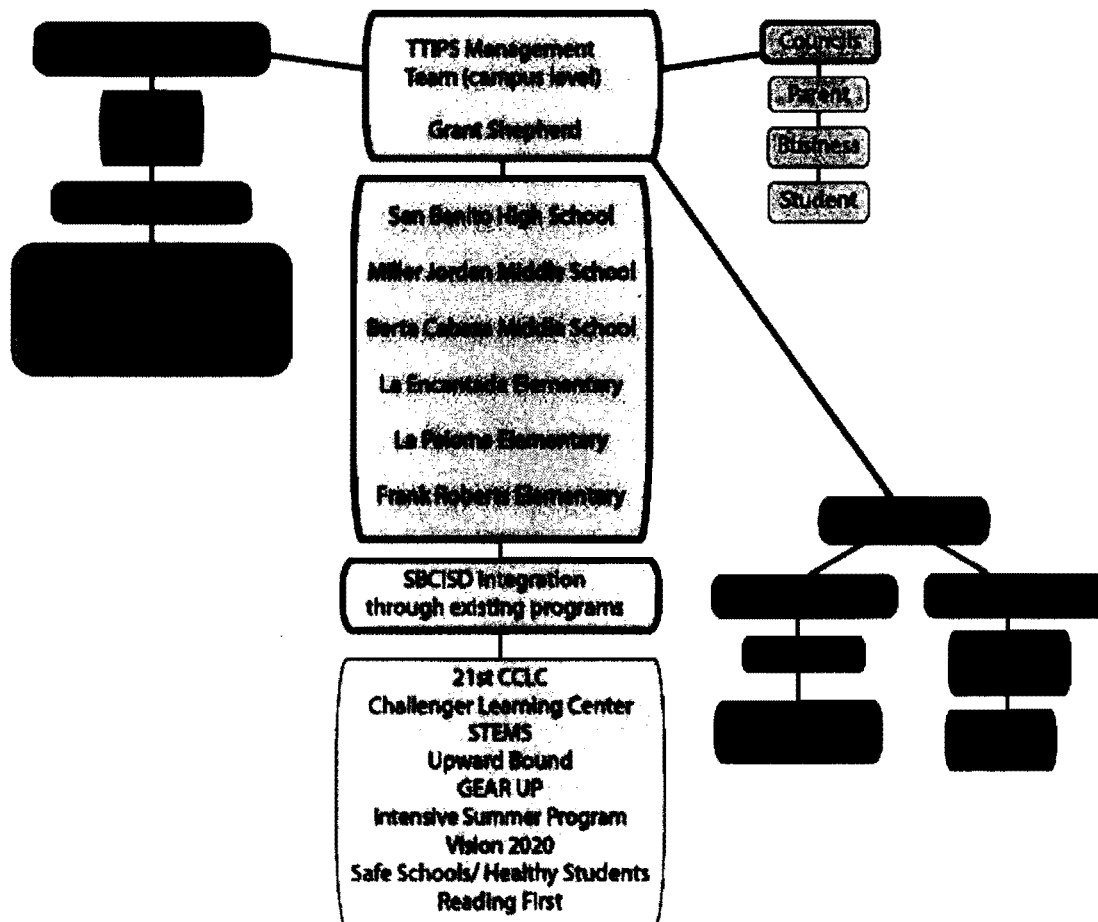 TTIPS Management
Team (campus level)
Grant Shepherd
Councils
Parent
Business
Student
San Benito High School
Miller Jordan Middle School
Berta Cabaza Middle School
La Encantada Elementary
La Paloma Elementary
Frank Roberts Elementary
SBCISD Integration
through existing programs
21st CCLC
Challenger Learning Center
STEMS
Upward Bound
GEAR UP
Intensive Summer Program
Vision 2020
Safe Schools/ Healthy Students
Reading First